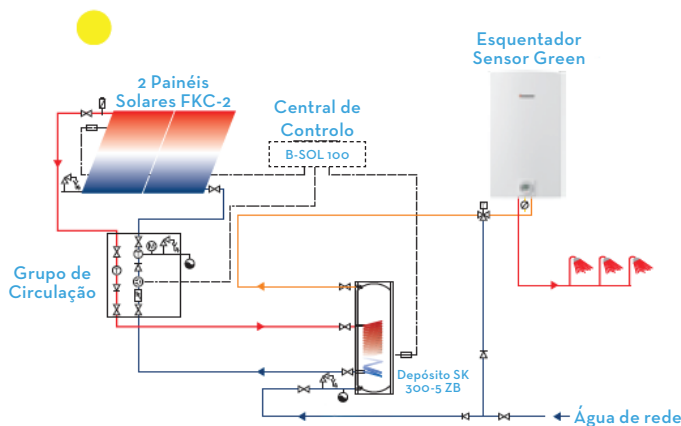 Esquentador
Sensor Green
2 Painéis
Solares FKC-2
Central de
Controlo
B-SOL 100
Grupo de
Circulação
Depósito SK
300-5 ZB
Água de rede